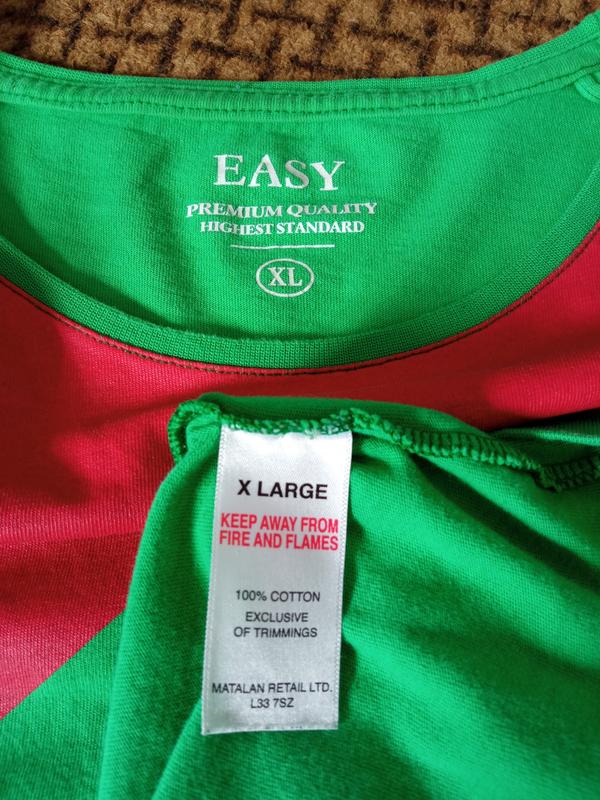 EASY
PREMIUM QUALITY
HIGHEST STANDARD
XL
X LARGE
KEEP AWAY FROM
FIRE AND FLAMES
100% COTTON
EXCLUSIVE
OF TRIMMINGS
MATALAN RETAIL LTD.
L33 7SZ